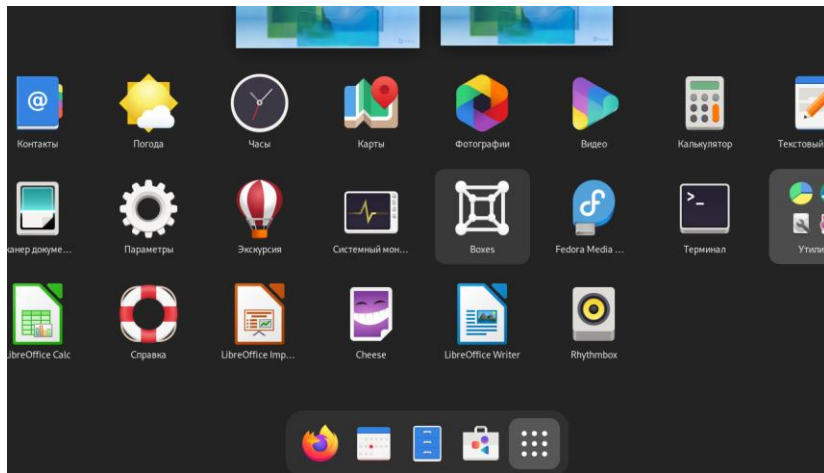 Контакты
Погода
Часы
Карты
Фотографии
Видео
Калькулятор
Текстовый
канер докуме...
Параметры
Экскурсия
Системный мон...
Boxes
Fedora Media ...
Терминал
Утили
LibreOffice Calc
Справка
LibreOffice Imp...
Cheese
LibreOffice Writer
Rhythmbox